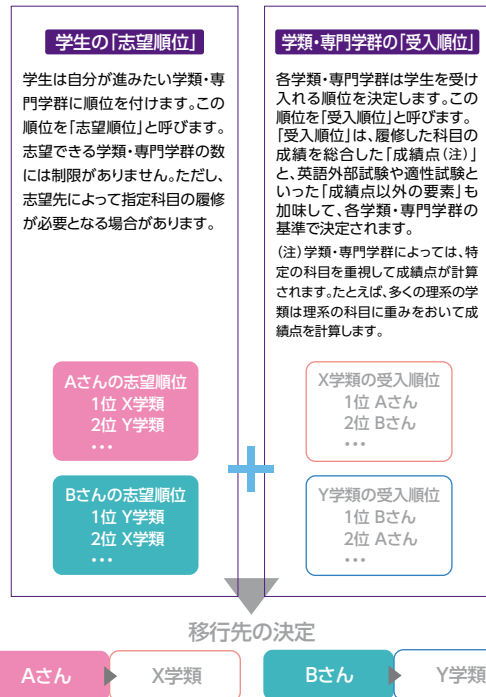 学生の「志望順位」
学生は自分が進みたい学類・専
門学群に順位を付けます。この
順位を「志望順位」と呼びます。
志望できる学類・専門学群の数
には制限がありません。ただし、
志望先によって指定科目の履修
が必要となる場合があります。
Aさんの志望順位
1位 X学類
2位 Y学類
・・・
Bさんの志望順位
1位 Y学類
2位 X学類
・・・
学類・専門学群の「受入順位」
各学類・専門学群は学生を受け
入れる順位を決定します。この
順位を「受入順位」と呼びます。
「受入順位」は、履修した科目の
成績を総合した「成績点(注)」
と、英語外部試験や適性試験と
いった「成績点以外の要素」も
加味して、各学類・専門学群の
基準で決定されます。
(注)学類・専門学群によっては、特
定の科目を重視して成績点が計算
されます。たとえば、多くの理系の学
類は理系の科目に重みをおいて成
績点を計算します。
X学類の受入順位
1位 Aさん
2位 Bさん
・・・
Y学類の受入順位
1位 Bさん
2位 Aさん
・・・
移行先の決定
Aさん
X学類
Bさん
Y学類